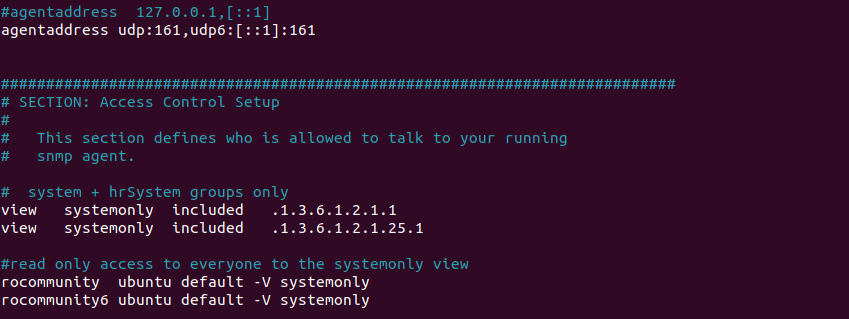 #agentaddress  127.0.0.1,[::1]
agentaddress udp:161,udp6:[::1]:161
###########################################################################
# SECTION: Access Control Setup
#
#   This section defines who is allowed to talk to your running
#   snmp agent.
#  system + hrSystem groups only
view   systemonly  included   .1.3.6.1.2.1.1
view   systemonly  included   .1.3.6.1.2.1.25.1
#read only access to everyone to the systemonly view
rocommunity  ubuntu default -V systemonly
rocommunity6 ubuntu default -V systemonly